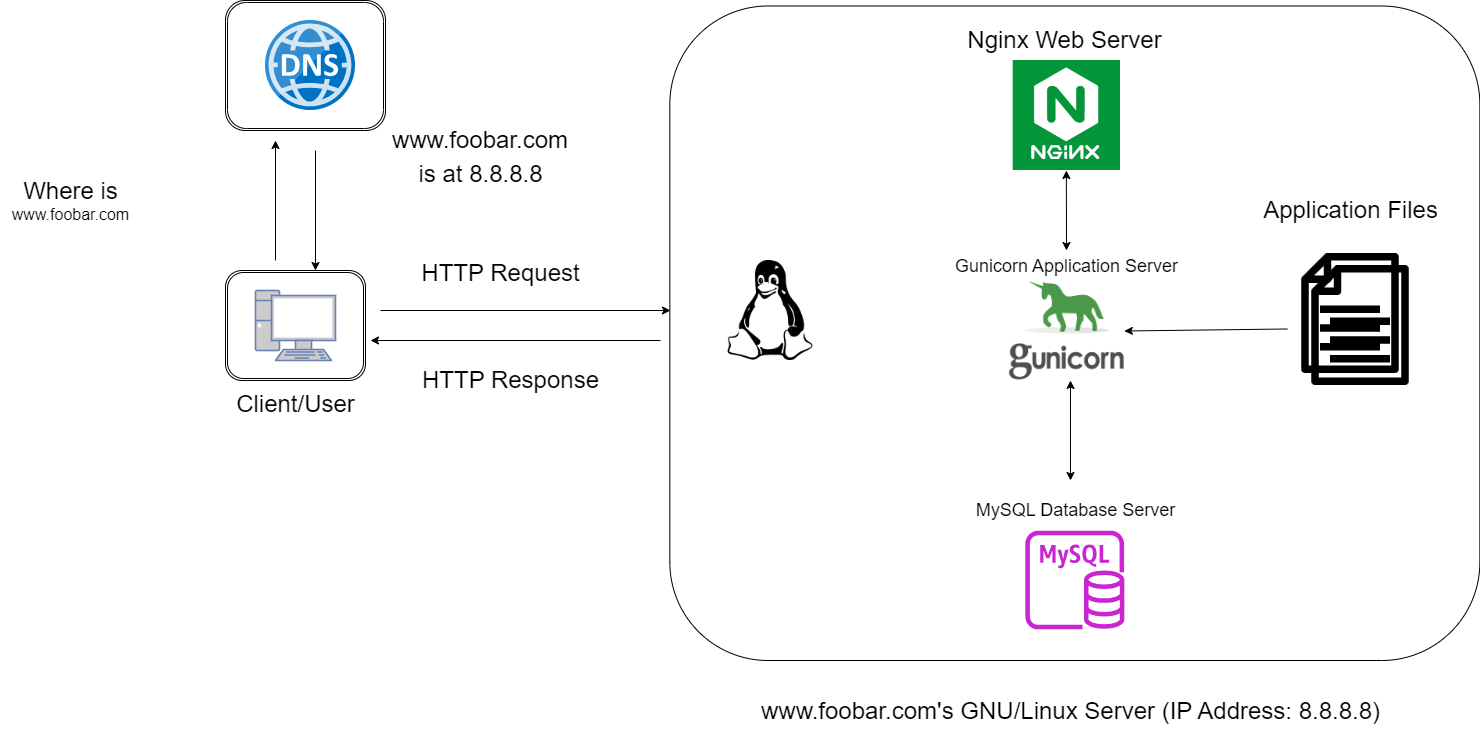 DNS
www.foobar.com
is at 8.8.8.8
Where is
www.foobar.com
HTTP Request
HTTP Response
Client/User
Nginx Web Server
NGINX
Application Files
Gunicorn Application Server
gunicorn
MySQL Database Server
MySQL
www.foobar.com's GNU/Linux Server (IP Address: 8.8.8.8)